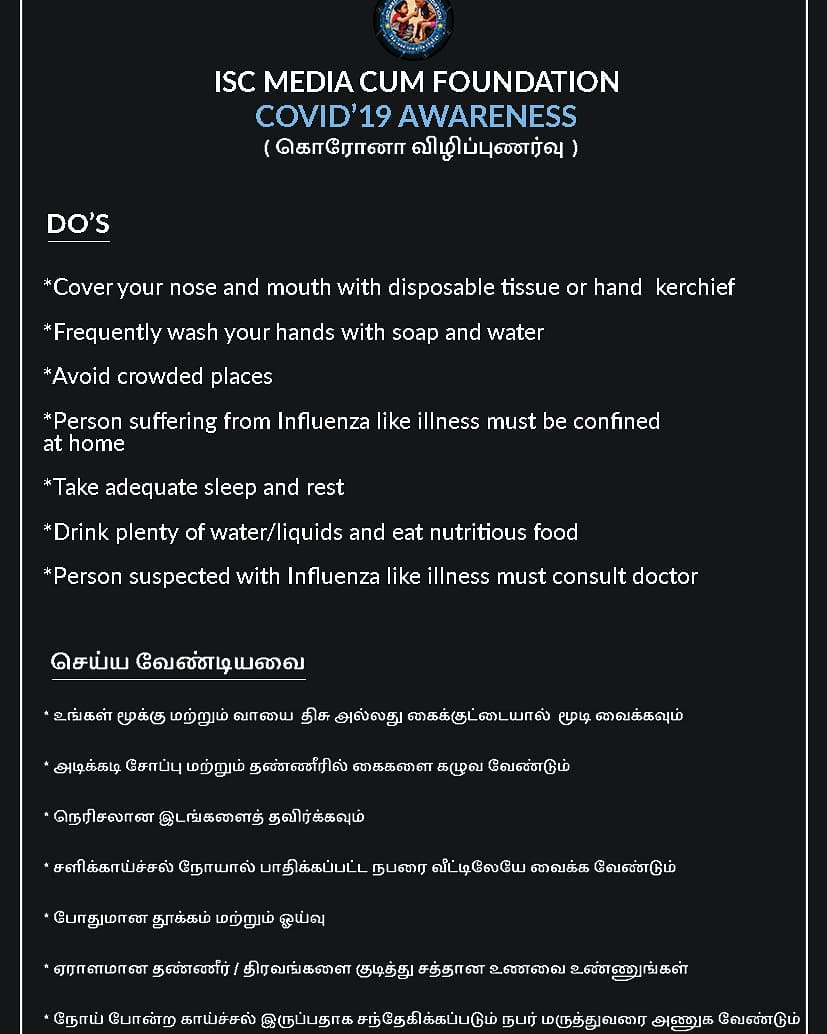 ISC MEDIA CUM FOUNDATION
COVID'19 AWARENESS
( கொரோனா விழிப்புணர்வு )
DO'S
*Cover your nose and mouth with disposable tissue or hand kerchief
*Frequently wash your hands with soap and water
*Avoid crowded places
*Person suffering from Influenza like illness must be confined
at home
*Take adequate sleep and rest
*Drink plenty of water/liquids and eat nutritious food
*Person suspected with Influenza like illness must consult doctor
செய்ய வேண்டியவை
* உங்கள் மூக்கு மற்றும் வாயை திசு அல்லது கைக்குட்டையால் மூடி வைக்கவும்
* அடிக்கடி சோப்பு மற்றும் தண்ணீரில் கைகளை கழுவ வேண்டும்
* நெரிசலான இடங்களைத் தவிர்க்கவும்
* சளிக்காய்ச்சல் நோயால் பாதிக்கப்பட்ட நபரை வீட்டிலேயே வைக்க வேண்டும்
* போதுமான தூக்கம் மற்றும் ஓய்வு
* ஏராளமான தண்ணீர் / திரவங்களை குடித்து சத்தான உணவை உண்ணுங்கள்
* நோய் போன்ற காய்ச்சல் இருப்பதாக சந்தேகிக்கப்படும் நபர் மருத்துவரை அணுக வேண்டும்